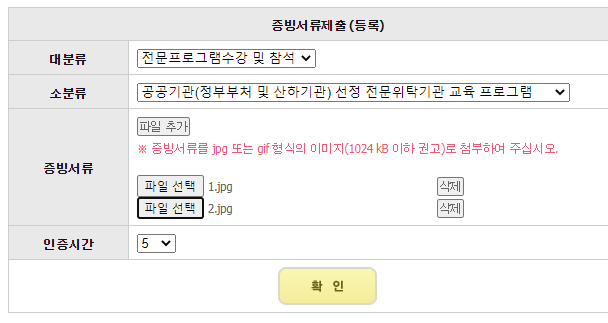 증빙서류제출 (등록)
대분류 전문프로그램수강 및 참석
소분류 공공기관(정부부처 및 산하기관) 선정 전문위탁기관 교육 프로그램
파일 추가
※ 증빙서류를 jpg 또는 gif 형식의 이미지(1024 kB 이하 권고)로 첨부하여 주십시오.
증빙서류
파일 선택 1.jpg 삭제
파일 선택 2.jpg 삭제
인증시간 5
확 인